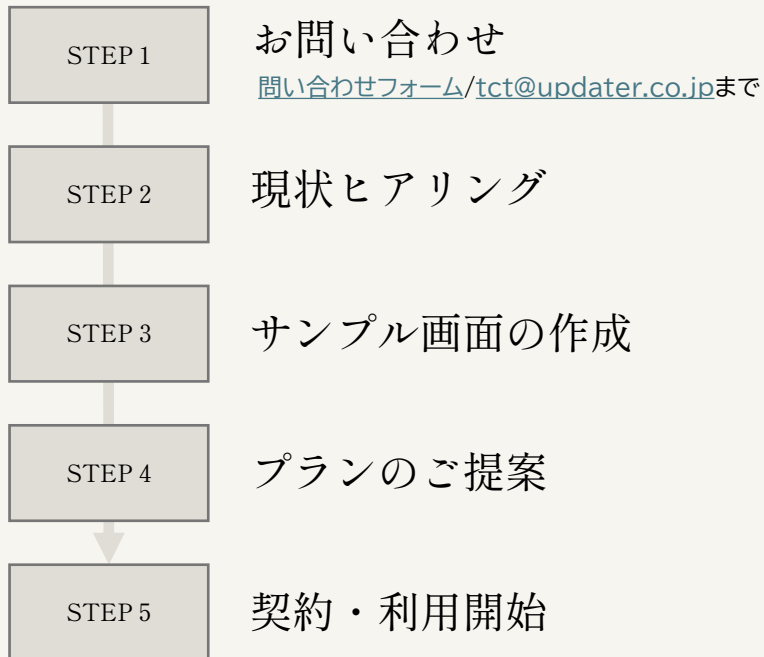 STEP 1
お問い合わせ
問い合わせフォーム/tct@updater.co.jpまで
STEP 2
現状ヒアリング
STEP 3
サンプル画面の作成
STEP 4
プランのご提案
STEP 5
契約・利用開始